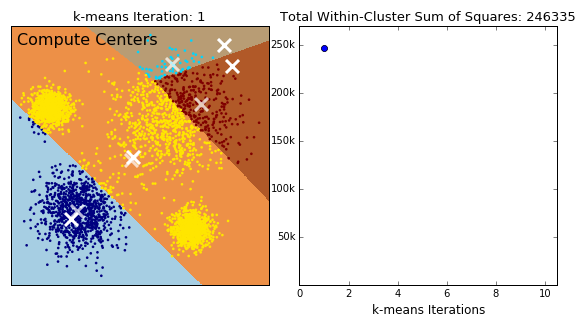 k-means Iteration: 1
Compute Centers
Total Within-Cluster Sum of Squares: 246335
250k
200k
150k
100k
50k
0 2 4 6 8 10
k-means Iterations